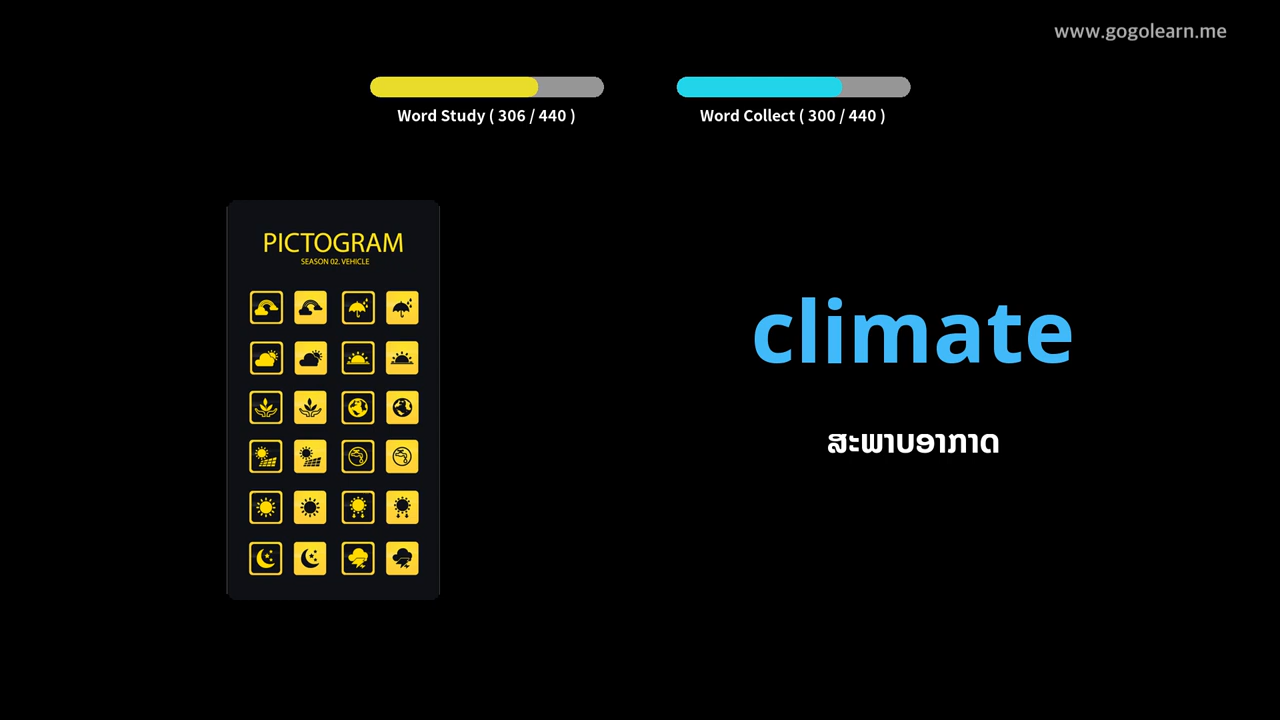 www.gogolearn.me
Word Study ( 306 / 440 )
Word Collect ( 300 / 440 )
PICTOGRAM
SEASON 02. VEHICLE
climate
ສະພາບອາກາດ